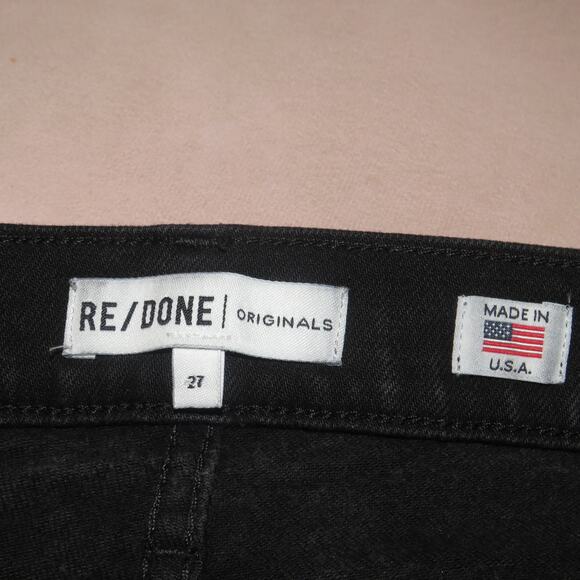 RE/DONE | ORIGINALS
27
MADE IN
U.S.A.